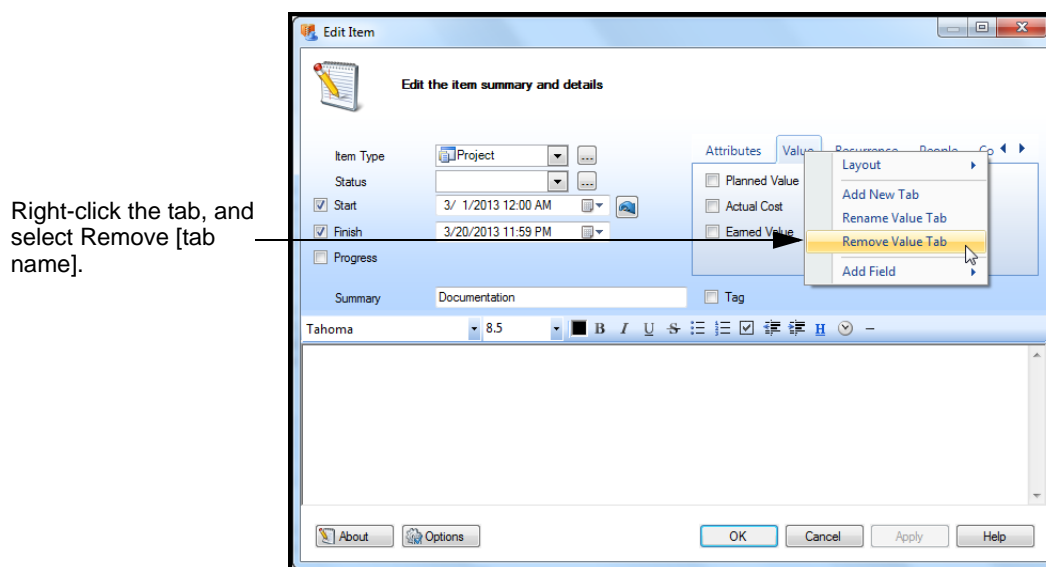 Edit Item
Edit the item summary and details
Right-click the tab, and
select Remove [tab
name].
Item Type
Project
...
Status
...
Start
3/ 1/2013 12:00 AM
Finish
3/20/2013 11:59 PM
Progress
Summary
Documentation
Attributes Value Recurrence People Co
Planned Value
Actual Cost
Earned Value
Tag
Layout
Add New Tab
Rename Value Tab
Remove Value Tab
Add Field
Tahoma 8.5 B I U S H
About Options OK Cancel Apply Help